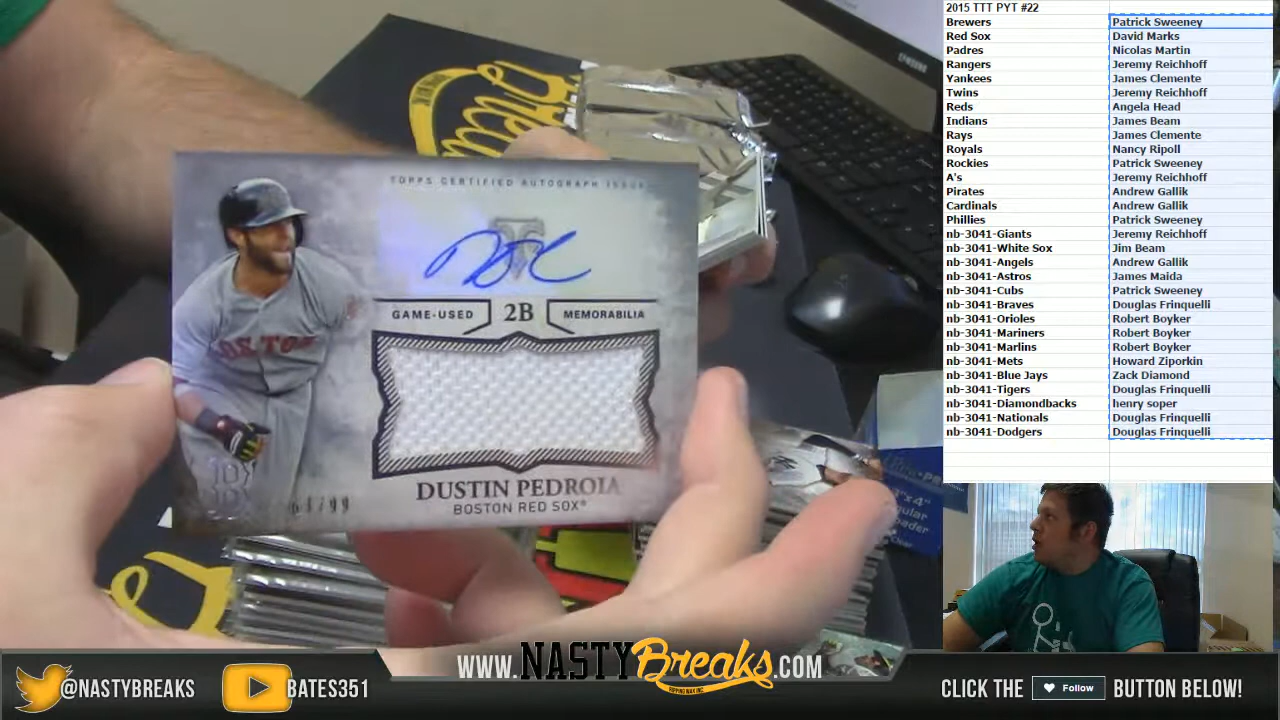 2015 TTT PYT #22
Brewers Patrick Sweeney
Red Sox David Marks
Padres Nicolas Martin
Rangers Jeremy Reichhoff
Yankees James Clemente
Twins Jeremy Reichhoff
Reds Angela Head
Indians James Beam
Rays James Clemente
Royals Nancy Ripoll
Rockies Patrick Sweeney
A's Jeremy Reichhoff
Pirates Andrew Gallik
Cardinals Andrew Gallik
Phillies Patrick Sweeney
nb-3041-Giants Jeremy Reichhoff
nb-3041-White Sox Jim Beam
nb-3041-Angels Andrew Gallik
nb-3041-Astros James Maida
nb-3041-Cubs Patrick Sweeney
nb-3041-Braves Douglas Frinquelli
nb-3041-Orioles Robert Boyker
nb-3041-Mariners Robert Boyker
nb-3041-Marlins Robert Boyker
nb-3041-Mets Howard Ziporkin
nb-3041-Blue Jays Zack Diamond
nb-3041-Tigers Douglas Frinquelli
nb-3041-Diamondbacks henry soper
nb-3041-Nationals Douglas Frinquelli
nb-3041-Dodgers Douglas Frinquelli
SAMSUNG
TOPPS CERTIFIED AUTOGRAPH ISSUE
GAME-USED 2B MEMORABILIA
DUSTIN PEDROIA
BOSTON RED SOX
/99
@NASTYBREAKS
BATES351
WWW.NASTYBreaks.COM
CLICK THE Follow BUTTON BELOW!